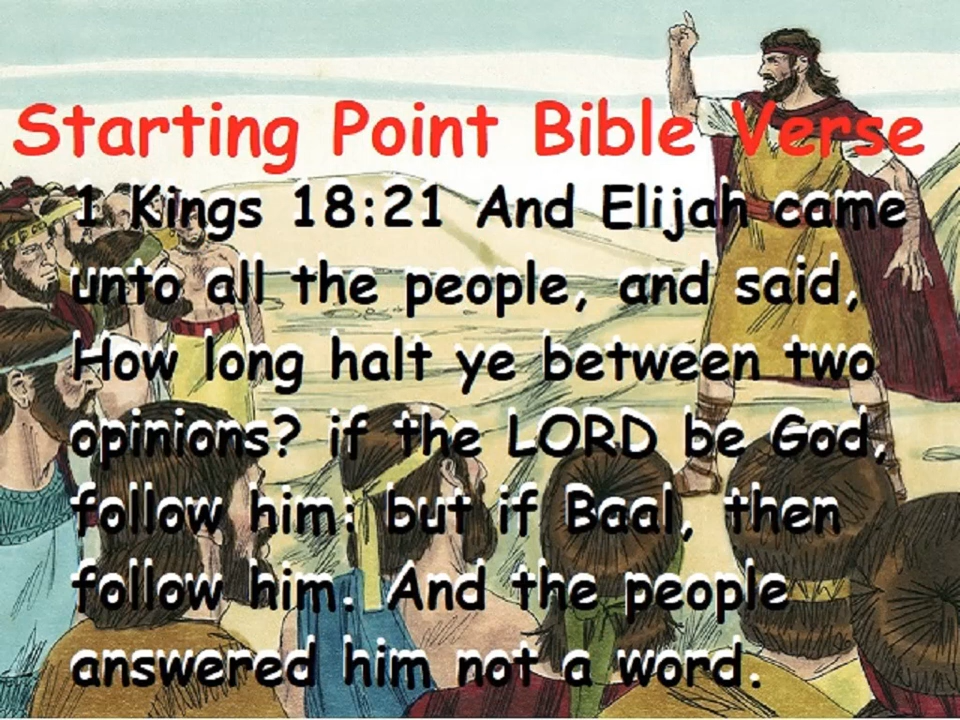 Starting Point Bible Verse
1 Kings 18:21 And Elijah came
unto all the people, and said,
How long halt ye between two
opinions? if the LORD be God,
follow him: but if Baal, then
follow him. And the people
answered him not a word.